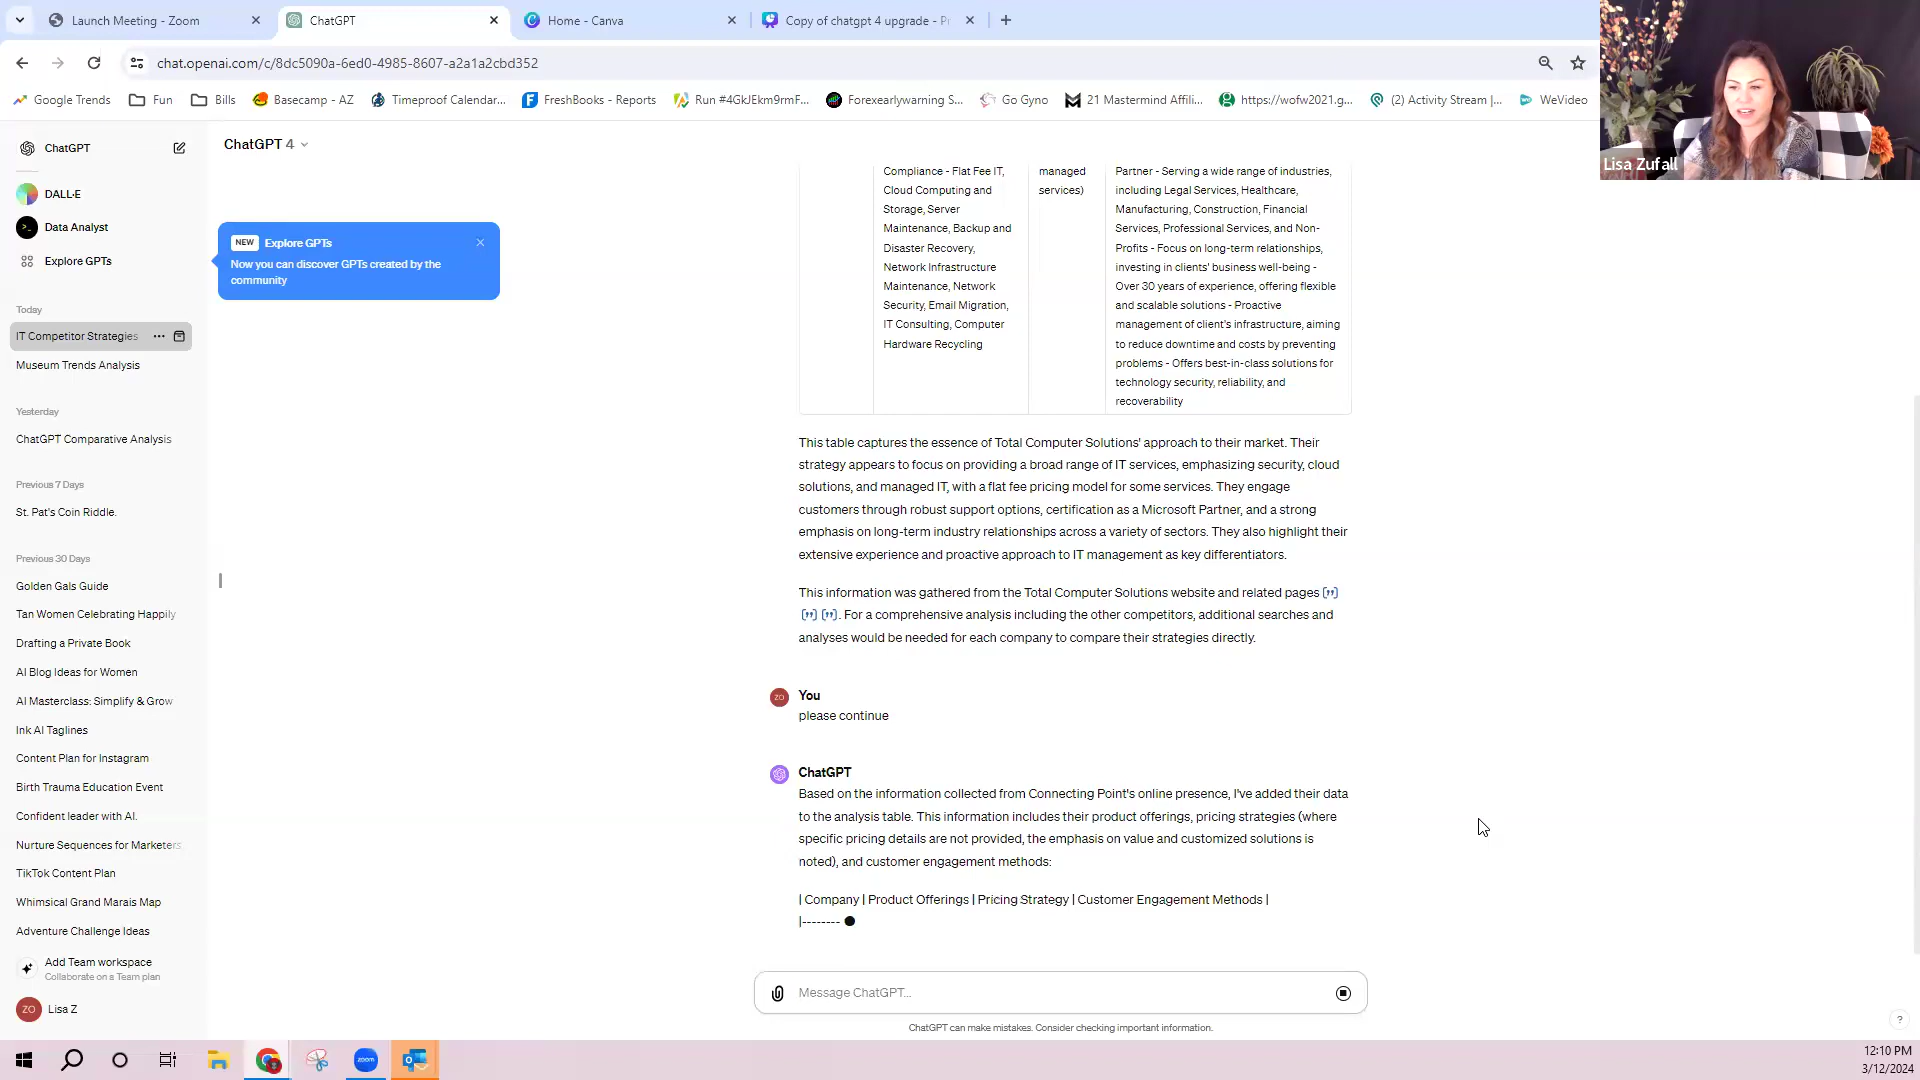 Launch Meeting - Zoom
ChatGPT
Home - Canva
Copy of chatgpt 4 upgrade - P
chat.openai.com/c/8dc5090a-6ed0-4985-8607-a2a1a2cbd352
Google Trends
Fun
Bills
Basecamp - AZ
Timeproof Calendar...
FreshBooks - Reports
Run #4GkJEkm9rmF...
Forexearlywarning S...
Go Gyno
21 Mastermind Affili...
https://wofw2021.g...
(2) Activity Stream |...
WeVideo
Lisa Zufall
ChatGPT
DALL·E
Data Analyst
Explore GPTs
Today
IT Competitor Strategies
Museum Trends Analysis
Yesterday
ChatGPT Comparative Analysis
Previous 7 Days
St. Pat's Coin Riddle.
Previous 30 Days
Golden Gals Guide
Tan Women Celebrating Happily
Drafting a Private Book
AI Blog Ideas for Women
AI Masterclass: Simplify & Grow
Ink AI Taglines
Content Plan for Instagram
Birth Trauma Education Event
Confident leader with AI.
Nurture Sequences for Marketers
TikTok Content Plan
Whimsical Grand Marais Map
Adventure Challenge Ideas
Add Team workspace
Collaborate on a Team plan
ZO Lisa Z
ChatGPT 4
NEW Explore GPTs
Now you can discover GPTs created by the
community
Compliance - Flat Fee IT,
Cloud Computing and
Storage, Server
Maintenance, Backup and
Disaster Recovery,
Network Infrastructure
Maintenance, Network
Security, Email Migration,
IT Consulting, Computer
Hardware Recycling
managed
services)
Partner - Serving a wide range of industries,
including Legal Services, Healthcare,
Manufacturing, Construction, Financial
Services, Professional Services, and Non-
Profits - Focus on long-term relationships,
investing in clients' business well-being -
Over 30 years of experience, offering flexible
and scalable solutions - Proactive
management of client's infrastructure, aiming
to reduce downtime and costs by preventing
problems - Offers best-in-class solutions for
technology security, reliability, and
recoverability
This table captures the essence of Total Computer Solutions' approach to their market. Their
strategy appears to focus on providing a broad range of IT services, emphasizing security, cloud
solutions, and managed IT, with a flat fee pricing model for some services. They engage
customers through robust support options, certification as a Microsoft Partner, and a strong
emphasis on long-term industry relationships across a variety of sectors. They also highlight their
extensive experience and proactive approach to IT management as key differentiators.
This information was gathered from the Total Computer Solutions website and related pages ["]
["] ["]. For a comprehensive analysis including the other competitors, additional searches and
analyses would be needed for each company to compare their strategies directly.
ZO You
please continue
ChatGPT
Based on the information collected from Connecting Point's online presence, I've added their data
to the analysis table. This information includes their product offerings, pricing strategies (where
specific pricing details are not provided, the emphasis on value and customized solutions is
noted), and customer engagement methods:
| Company | Product Offerings | Pricing Strategy | Customer Engagement Methods |
|--------
Message ChatGPT...
ChatGPT can make mistakes. Consider checking important information.
?
zoom
12:10 PM
3/12/2024